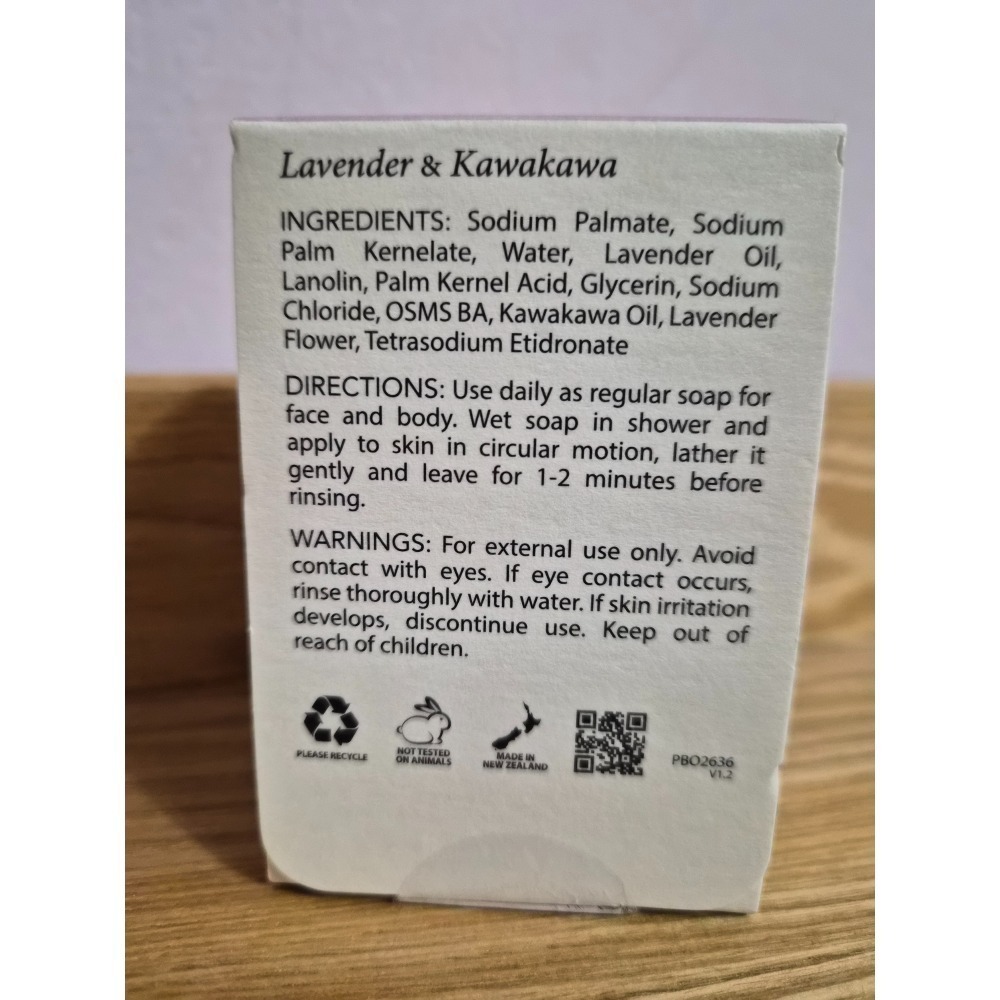 Lavender & Kawakawa
INGREDIENTS: Sodium Palmate, Sodium
Palm Kernelate, Water, Lavender Oil,
Lanolin, Palm Kernel Acid, Glycerin, Sodium
Chloride, OSMS BA, Kawakawa Oil, Lavender
Flower, Tetrasodium Etidronate
DIRECTIONS: Use daily as regular soap for
face and body. Wet soap in shower and
apply to skin in circular motion, lather it
gently and leave for 1-2 minutes before
rinsing.
WARNINGS: For external use only. Avoid
contact with eyes. If eye contact occurs,
rinse thoroughly with water. If skin irritation
develops, discontinue use. Keep out of
reach of children.
PLEASE RECYCLE
NOT TESTED
ON ANIMALS
MADE IN
NEW ZEALAND
PBO2636
V1.2